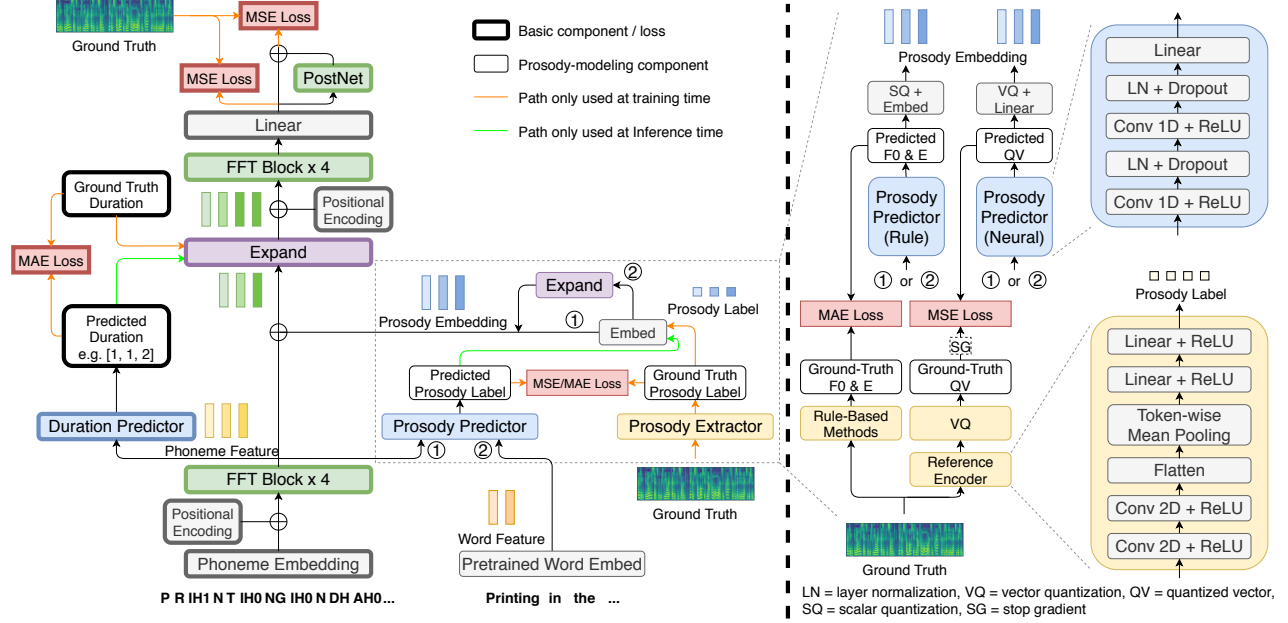 MSE Loss
Ground Truth
MSE Loss
PostNet
Linear
FFT Block x 4
Ground Truth
Duration
Positional
Encoding
MAE Loss
Expand
Predicted
Duration
e.g. [1, 1, 2]
Duration Predictor
Phoneme Feature
FFT Block x 4
Positional
Encoding
Phoneme Embedding
P R IH1 N T IH0 NG IH0 N DH AH0...
Basic component / loss
Prosody-modeling component
Path only used at training time
Path only used at Inference time
②
Expand
Prosody Label
Prosody Embedding
①
Embed
Predicted
Prosody Label
MSE/MAE Loss
Ground Truth
Prosody Label
Prosody Predictor
Prosody Extractor
①
②
Ground Truth
Word Feature
Pretrained Word Embed
Printing in the ...
Prosody Embedding
SQ +
Embed
VQ +
Linear
Predicted
F0 & E
Predicted
QV
Prosody
Predictor
(Rule)
Prosody
Predictor
(Neural)
① or ②
① or ②
MAE Loss
MSE Loss
SG
Ground-Truth
F0 & E
Ground-Truth
QV
Rule-Based
Methods
VQ
Reference
Encoder
Ground Truth
Linear
LN + Dropout
Conv 1D + ReLU
LN + Dropout
Conv 1D + ReLU
Prosody Label
Linear + ReLU
Linear + ReLU
Token-wise
Mean Pooling
Flatten
Conv 2D + ReLU
Conv 2D + ReLU
LN = layer normalization, VQ = vector quantization, QV = quantized vector,
SQ = scalar quantization, SG = stop gradient